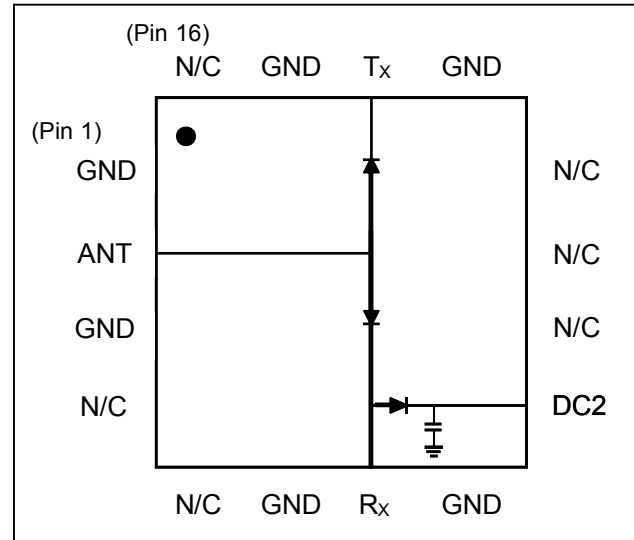 (Pin 16)
N/C GND TX GND
(Pin 1)
GND N/C
ANT N/C
GND N/C
N/C DC2
N/C GND RX GND